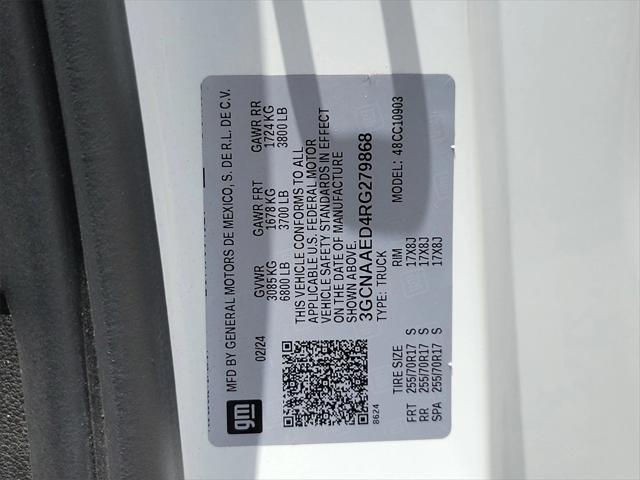 gm
MFD BY GENERAL MOTORS DE MEXICO, S. DE R.L. DE C.V.
02/24 GVWR GAWR FRT GAWR RR
3085 KG 1678 KG 1724 KG
6800 LB 3700 LB 3800 LB
THIS VEHICLE CONFORMS TO ALL
APPLICABLE U.S. FEDERAL MOTOR
VEHICLE SAFETY STANDARDS IN EFFECT
ON THE DATE OF MANUFACTURE
SHOWN ABOVE.
3GCNAAED4RG279868
TYPE: TRUCK MODEL: 48CC10903
8624
TIRE SIZE RIM
FRT 255/70R17 S 17X8J
RR 255/70R17 S 17X8J
SPA 255/70R17 S 17X8J